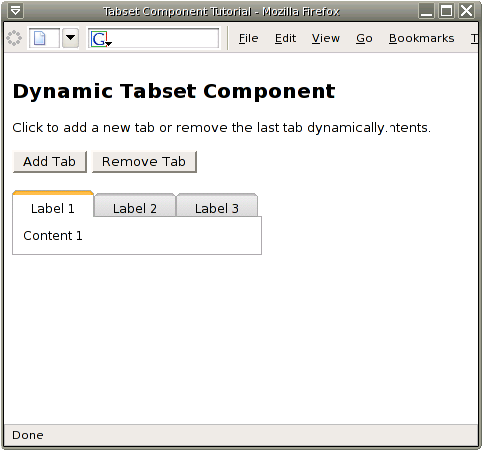 Tabset Component Tutorial - Mozilla Firefox
G File Edit View Go Bookmarks T
Dynamic Tabset Component
Click to add a new tab or remove the last tab dynamically.ntents.
Add Tab Remove Tab
Label 1 Label 2 Label 3
Content 1
Done